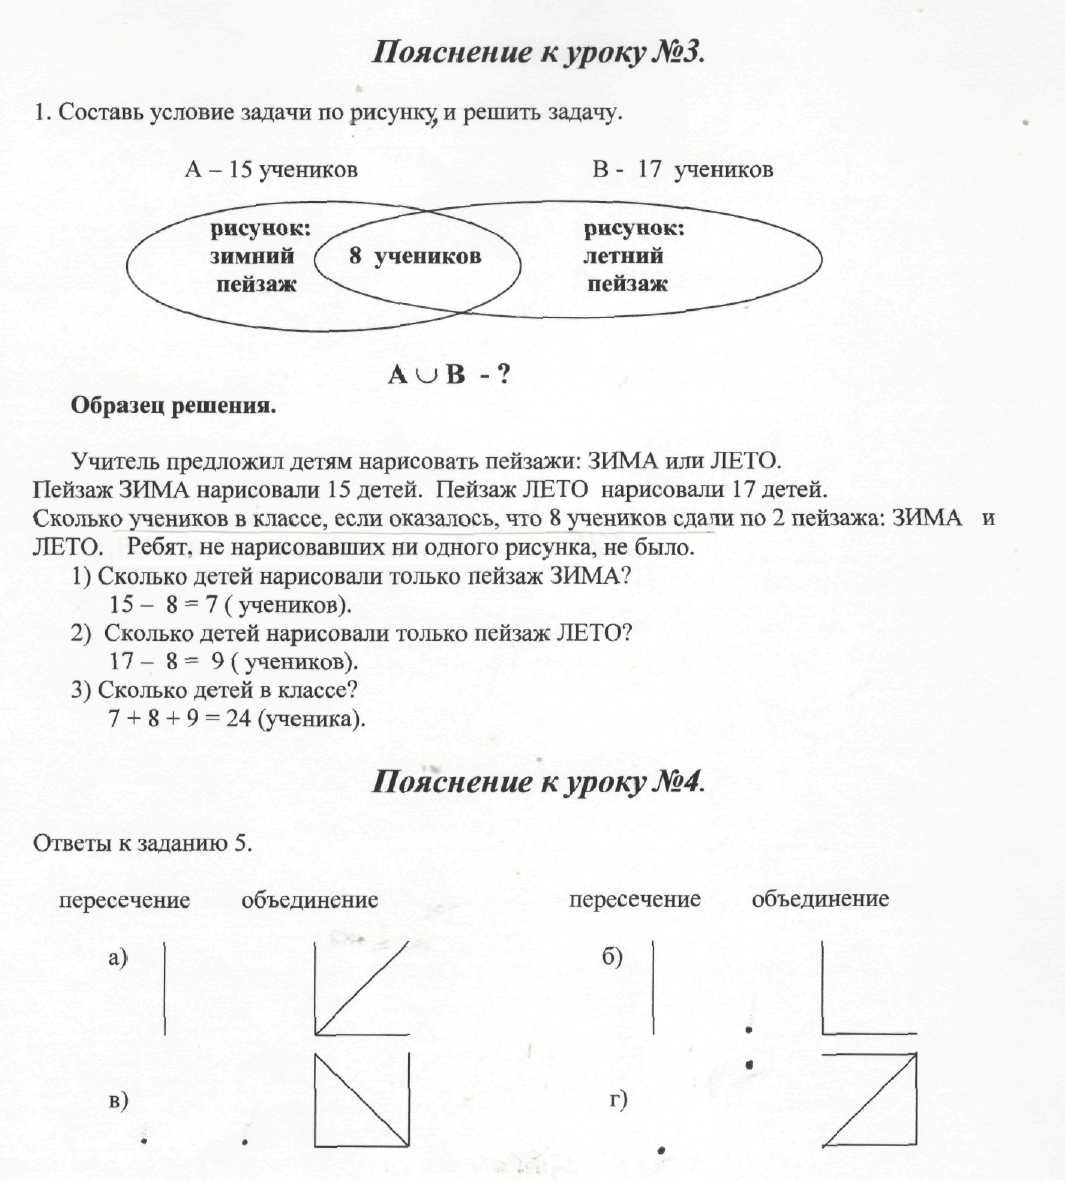 Пояснение к уроку №3.
1. Составь условие задачи по рисунку, и решить задачу.
А – 15 учеников В - 17 учеников
рисунок: рисунок:
зимний 8 учеников летний
пейзаж пейзаж
А ∪ В - ?
Образец решения.
Учитель предложил детям нарисовать пейзажи: ЗИМА или ЛЕТО.
Пейзаж ЗИМА нарисовали 15 детей. Пейзаж ЛЕТО нарисовали 17 детей.
Сколько учеников в классе, если оказалось, что 8 учеников сдали по 2 пейзажа: ЗИМА и
ЛЕТО. Ребят, не нарисовавших ни одного рисунка, не было.
1) Сколько детей нарисовали только пейзаж ЗИМА?
15 – 8 = 7 ( учеников).
2) Сколько детей нарисовали только пейзаж ЛЕТО?
17 – 8 = 9 ( учеников).
3) Сколько детей в классе?
7 + 8 + 9 = 24 (ученика).
Пояснение к уроку №4.
Ответы к заданию 5.
пересечение объединение пересечение объединение
а) б)
в) г)